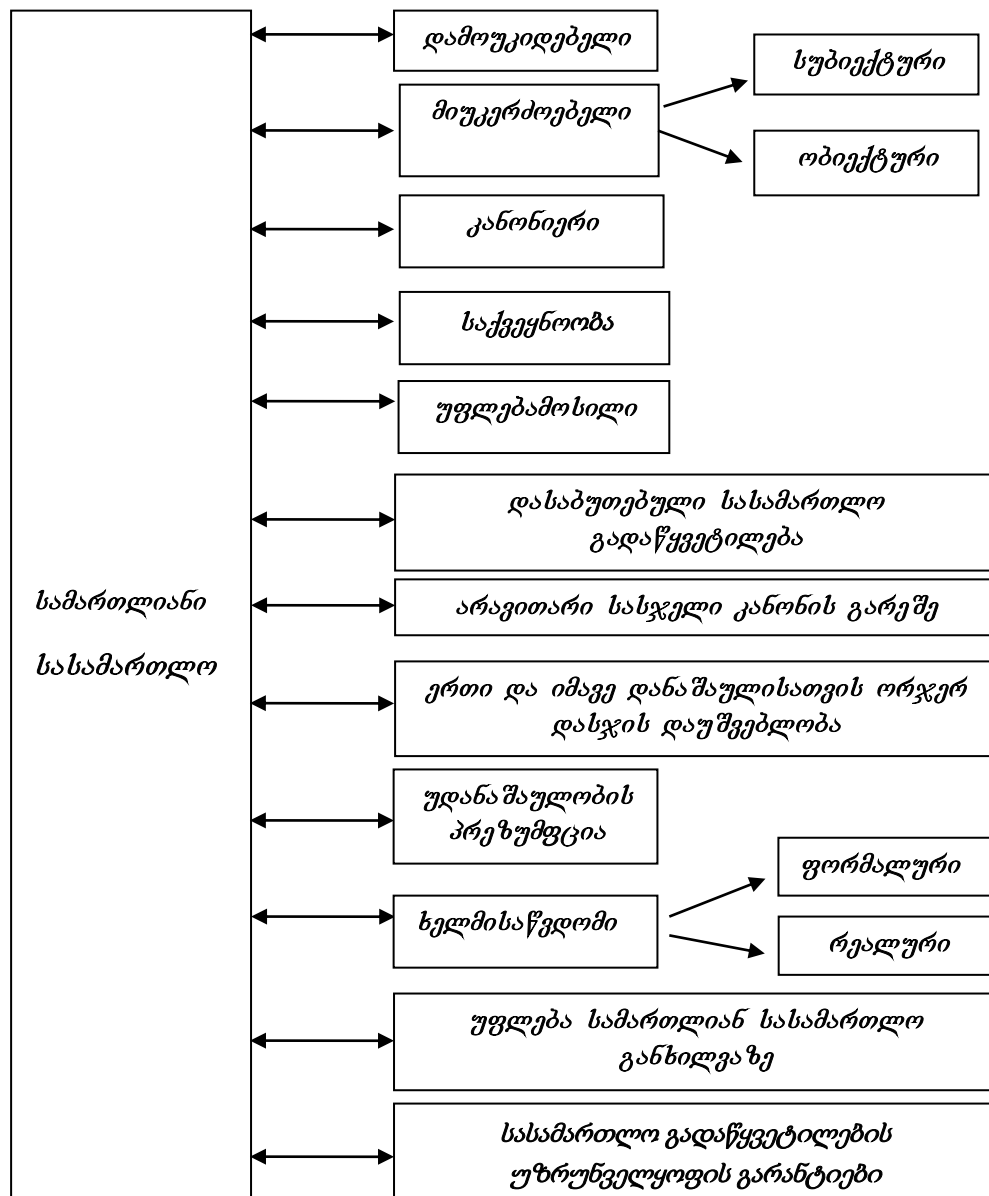 დამოუკიდებელი
სუბიექტური
მიუკერძოებელი
ობიექტური
კანონიერი
საქვეყნოობა
უფლებამოსილი
დასაბუთებული სასამართლო
გადაწყვეტილება
სამართლიანი
სასამართლო
არავითარი სასჯელი კანონის გარეშე
ერთი და იმავე დანაშაულისათვის ორჯერ
დასჯის დაუშვებლობა
უდანაშაულობის
პრეზუმფცია
ფორმალური
ხელმისაწვდომი
რეალური
უფლება სამართლიან სასამართლო
განხილვაზე
სასამართლო გადაწყვეტილების
უზრუნველყოფის გარანტიები